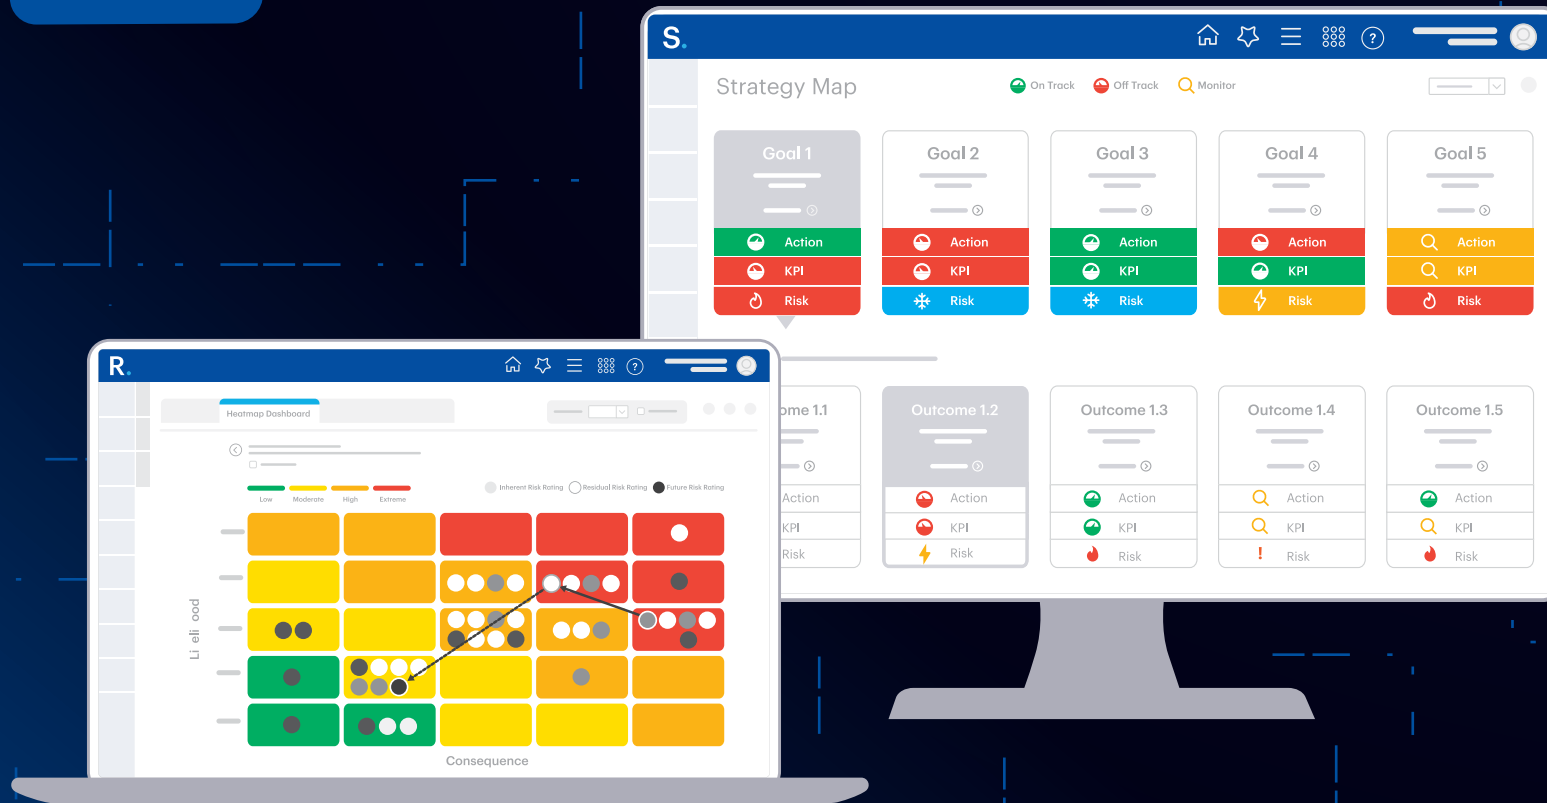 S.
?
Strategy Map
On Track Off Track Monitor
Goal 1 Goal 2 Goal 3 Goal 4 Goal 5
Action Action Action Action Action
KPI KPI KPI KPI KPI
Risk Risk Risk Risk Risk
ome 1.1 Outcome 1.2 Outcome 1.3 Outcome 1.4 Outcome 1.5
Action Action Action Action Action
KPI KPI KPI KPI KPI
Risk Risk Risk ! Risk Risk
R.
?
Heatmap Dashboard
Low Moderate High Extreme
Inherent Risk Rating Residual Risk Rating Future Risk Rating
Li eli ood
Consequence